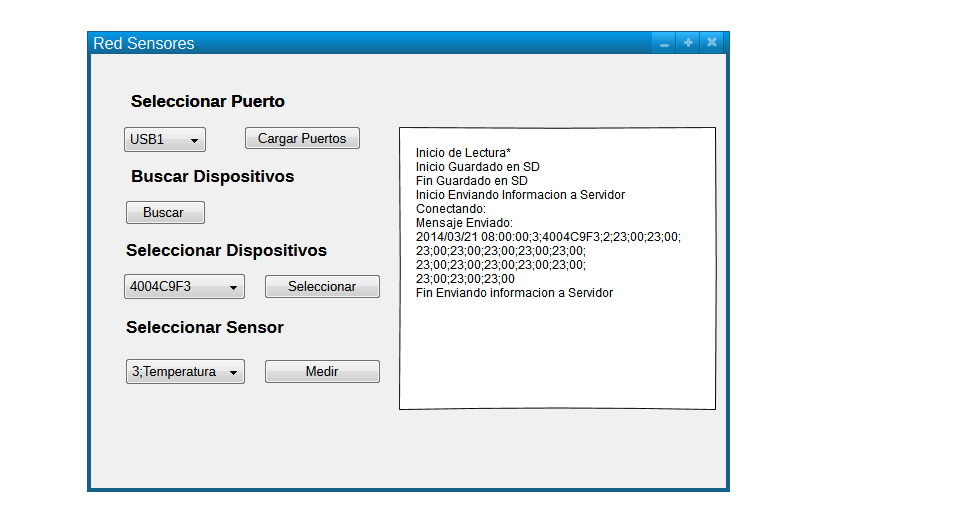 Red Sensores
Seleccionar Puerto
USB1
Cargar Puertos
Buscar Dispositivos
Buscar
Seleccionar Dispositivos
4004C9F3
Seleccionar
Seleccionar Sensor
3;Temperatura
Medir
Inicio de Lectura*
Inicio Guardado en SD
Fin Guardado en SD
Inicio Enviando Informacion a Servidor
Conectando:
Mensaje Enviado:
2014/03/21 08:00:00;3;4004C9F3;2;23;00;23;00;
23;00;23;00;23;00;23;00;23;00;
23;00;23;00;23;00;23;00;23;00;
23;00;23;00;23;00
Fin Enviando informacion a Servidor